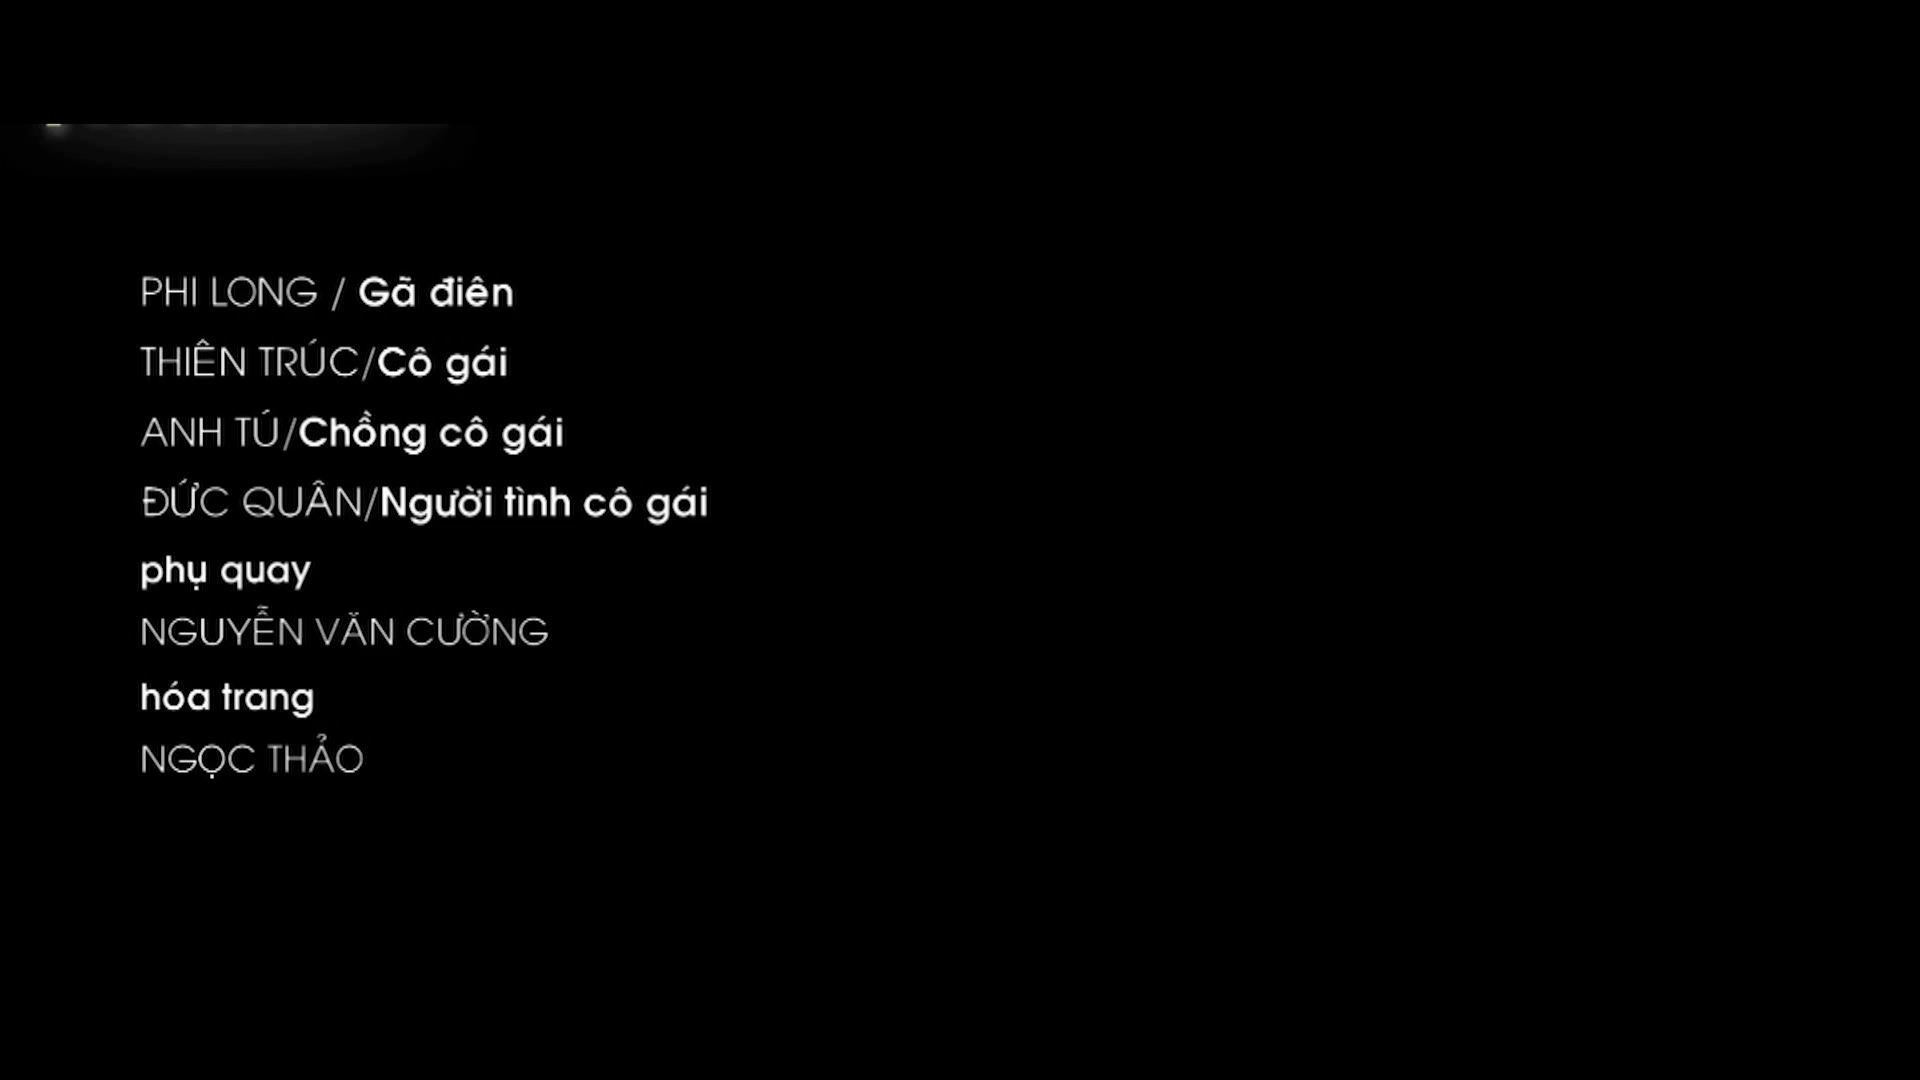 PHI LONG / Gã điên
THIÊN TRÚC/Cô gái
ANH TÚ/Chồng cô gái
ĐỨC QUÂN/Người tình cô gái
phụ quay
NGUYỄN VĂN CƯỜNG
hóa trang
NGỌC THẢO